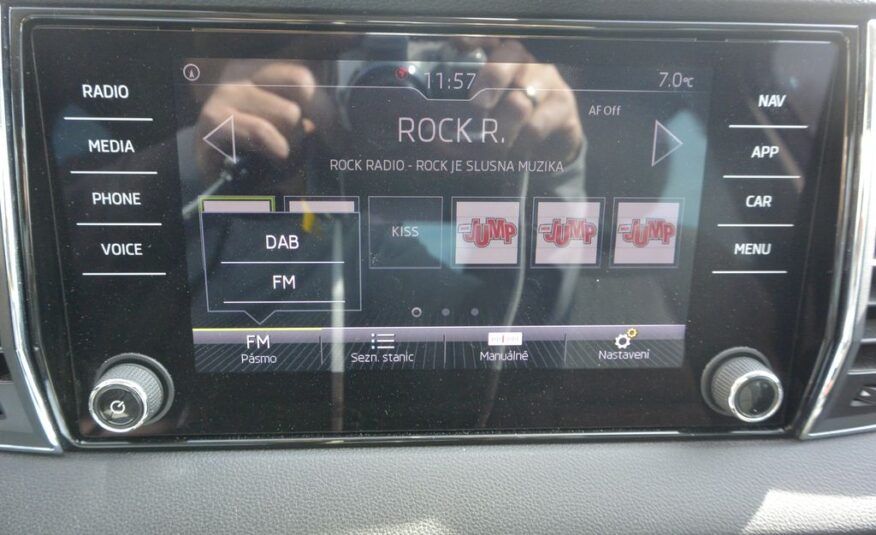 RADIO
MEDIA
PHONE
VOICE
11:57
7.0°C
AF Off
ROCK R.
ROCK RADIO - ROCK JE SLUSNA MUZIKA
KISS
JUMP
JUMP
JUMP
DAB
FM
FM
Pásmo
Sezn. stanic
Manuálně
Nastavení
NAV
APP
CAR
MENU